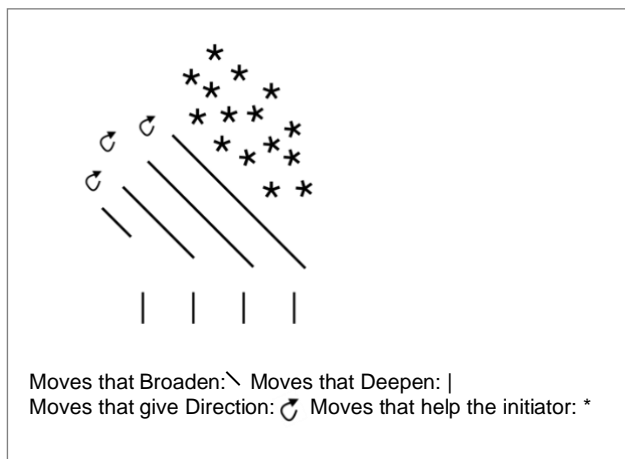 Moves that Broaden:\ Moves that Deepen: |
Moves that give Direction: Moves that help the initiator: *